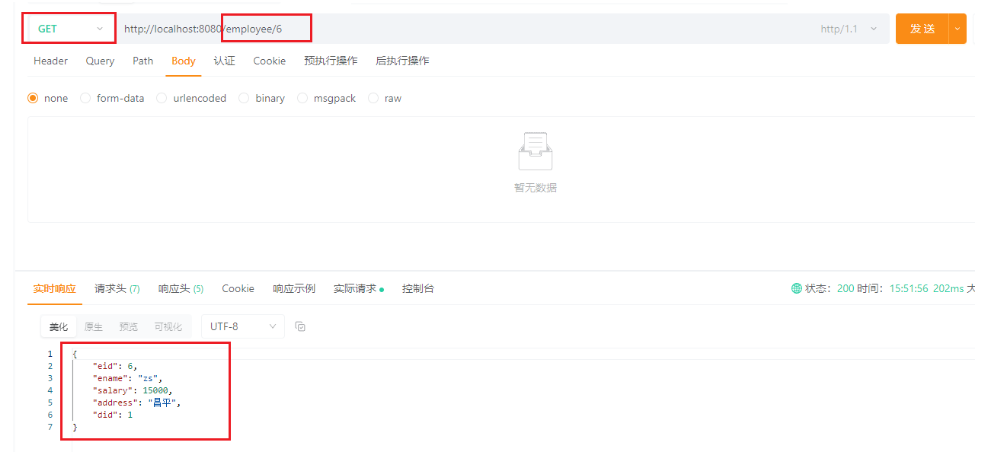 GET http://localhost:8080/employee/6 http/1.1 发送
Header Query Path Body 认证 Cookie 预执行操作 后执行操作
none form-data urlencoded binary msgpack raw
暂无数据
实时响应 请求头 (7) 响应头 (5) Cookie 响应示例 实际请求 控制台 状态: 200 时间: 15:51:56 202ms 大
美化 原生 预览 可视化 UTF-8
1 {
2 "eid": 6,
3 "ename": "zs",
4 "salary": 15000,
5 "address": "昌平",
6 "did": 1
7 }